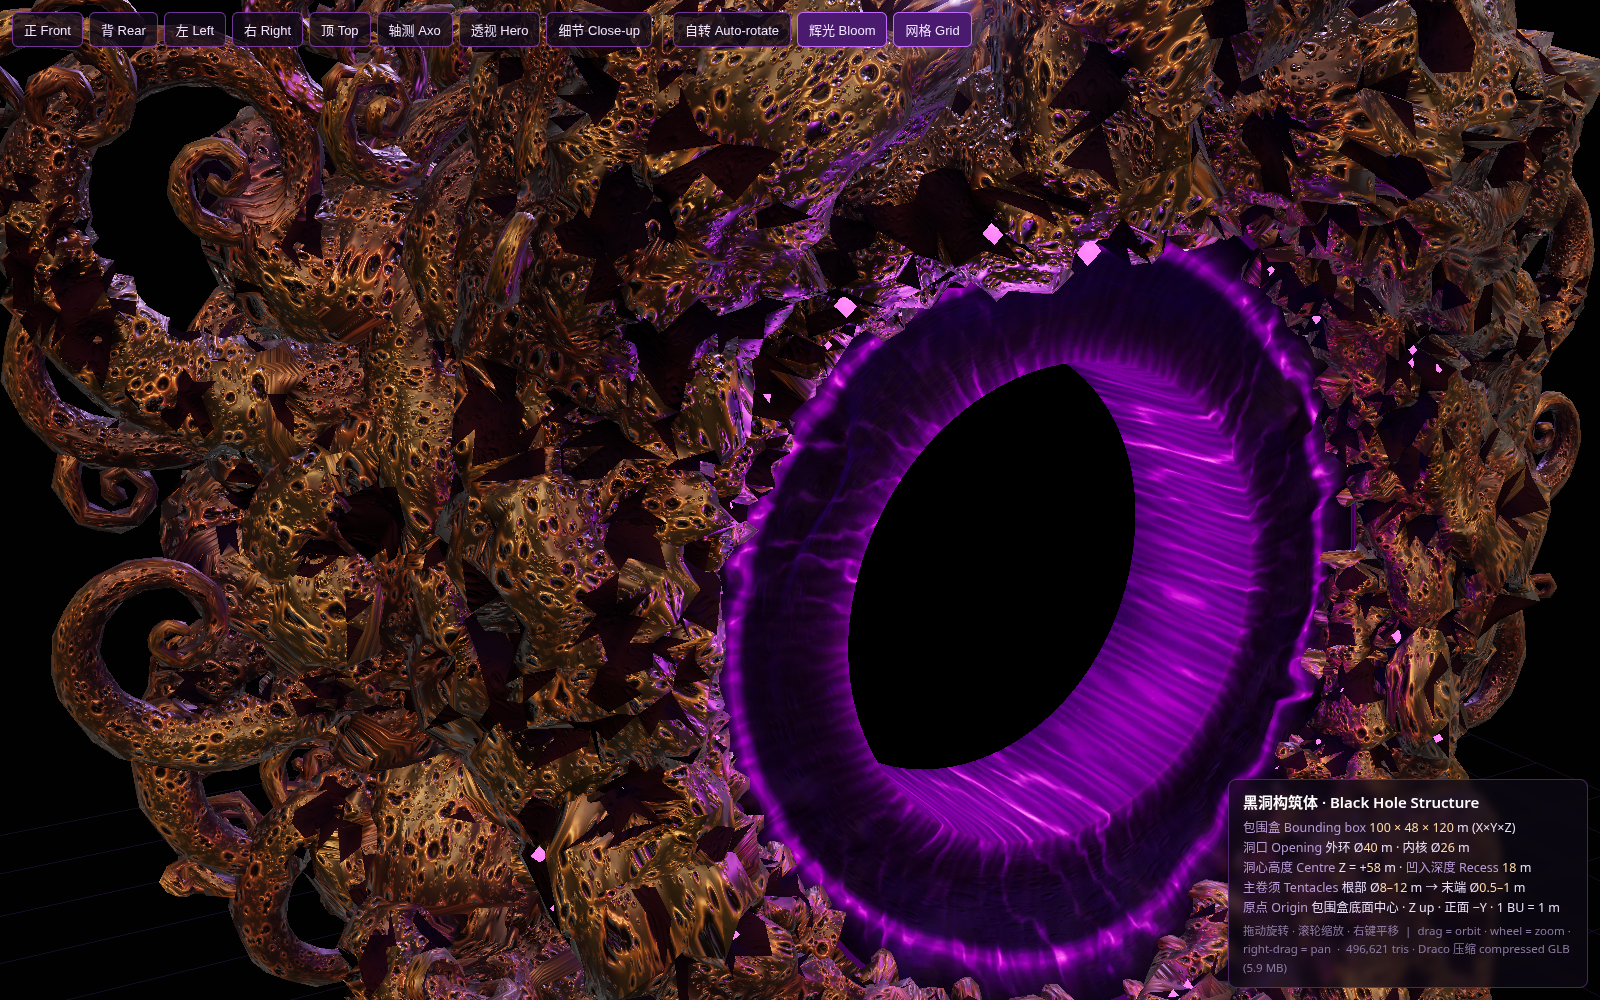 正 Front 背 Rear 左 Left 右 Right 顶 Top 轴测 Axo 透视 Hero 细节 Close-up 自转 Auto-rotate 辉光 Bloom 网格 Grid
黑洞构筑体 · Black Hole Structure
包围盒 Bounding box 100 × 48 × 120 m (X×Y×Z)
洞口 Opening 外环 Ø40 m · 内核 Ø26 m
洞心高度 Centre Z = +58 m · 凹入深度 Recess 18 m
主卷须 Tentacles 根部 Ø8–12 m → 末端 Ø0.5–1 m
原点 Origin 包围盒底面中心 · Z up · 正面 −Y · 1 BU = 1 m
拖动旋转 · 滚轮缩放 · 右键平移 | drag = orbit · wheel = zoom ·
right-drag = pan · 496,621 tris · Draco 压缩 compressed GLB
(5.9 MB)